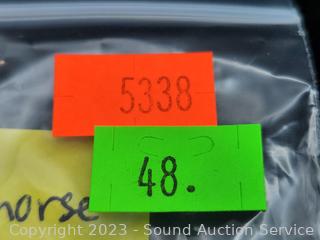 5338
48.
horse
Copyright 2023 - Sound Auction Service